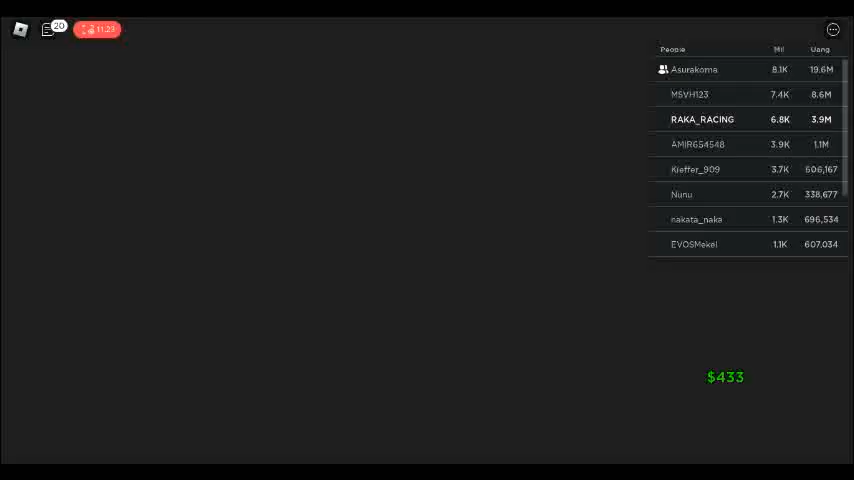 20
11:23
People Mil Uang
Asurakoma 8.1K 19.6M
MSVH123 7.4K 8.6M
RAKA_RACING 6.8K 3.9M
AMIR654548 3.9K 1.1M
Kieffer_909 3.7K 606,167
Nunu 2.7K 338,677
nakata_naka 1.3K 696,534
EVOSMekel 1.1K 607,034
$433